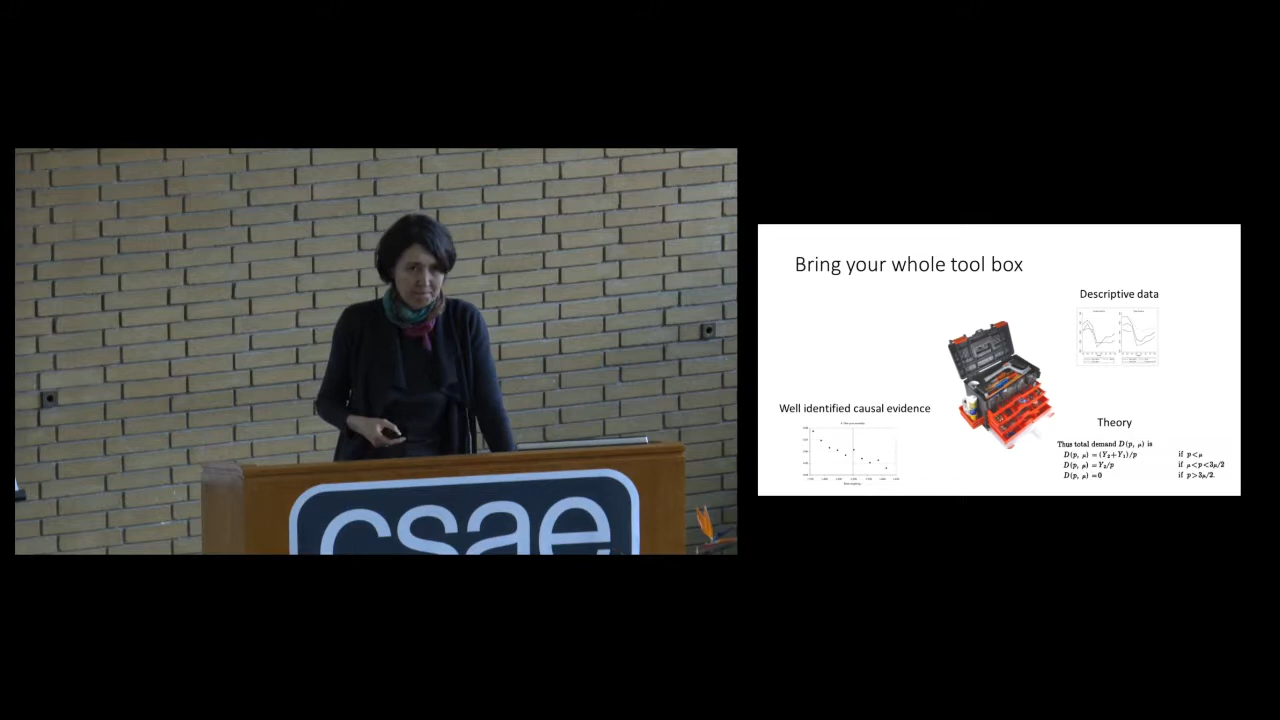 Bring your whole tool box
Descriptive data
Well identified causal evidence
Theory
Thus total demand D(p, μ) is
D(p, μ) = (Y₂+Y₁)/p if p<μ
D(p, μ) = Y₂/p if μ<p<3μ/2
D(p, μ) = 0 if p>3μ/2.
csae